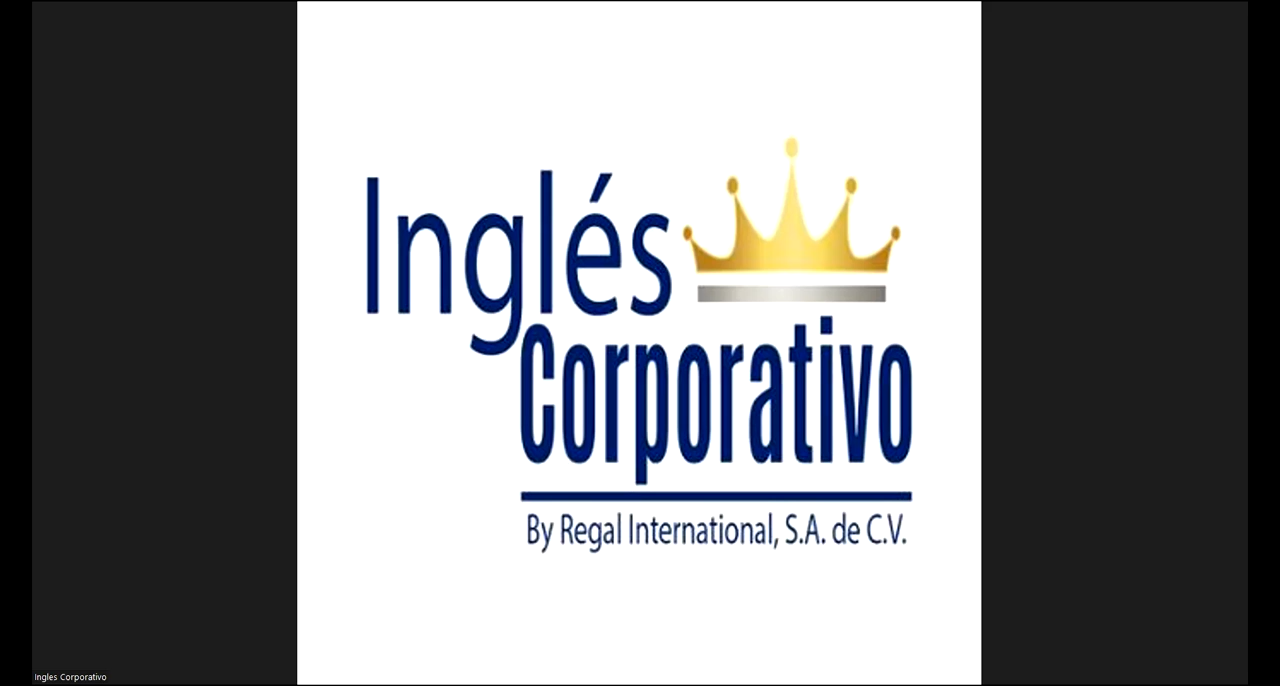 Inglés
Corporativo
By Regal International, S.A. de C.V.
Ingles Corporativo